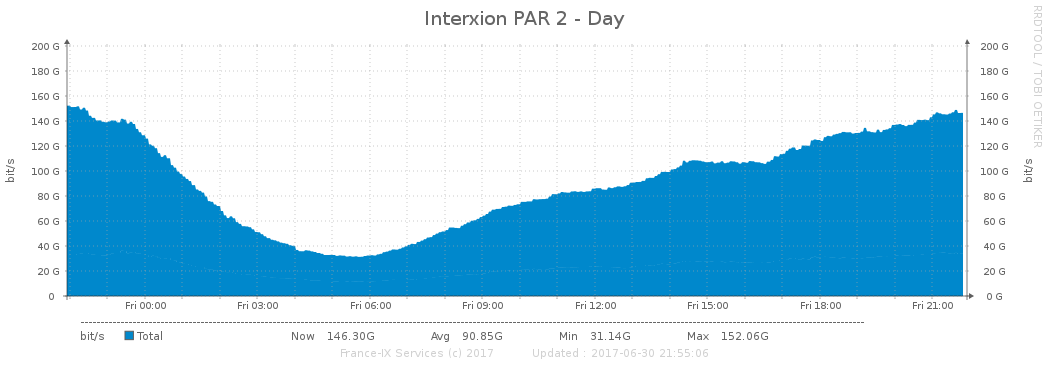 Interxion PAR 2 - Day
RRDTOOL / TOBI OETIKER
200 G 200 G
180 G 180 G
160 G 160 G
140 G 140 G
120 G 120 G
100 G 100 G
80 G 80 G
60 G 60 G
40 G 40 G
20 G 20 G
0 0 G
bit/s bit/s
Fri 00:00 Fri 03:00 Fri 06:00 Fri 09:00 Fri 12:00 Fri 15:00 Fri 18:00 Fri 21:00
bit/s Total Now 146.30G Avg 90.85G Min 31.14G Max 152.06G
France-IX Services (c) 2017 Updated : 2017-06-30 21:55:06